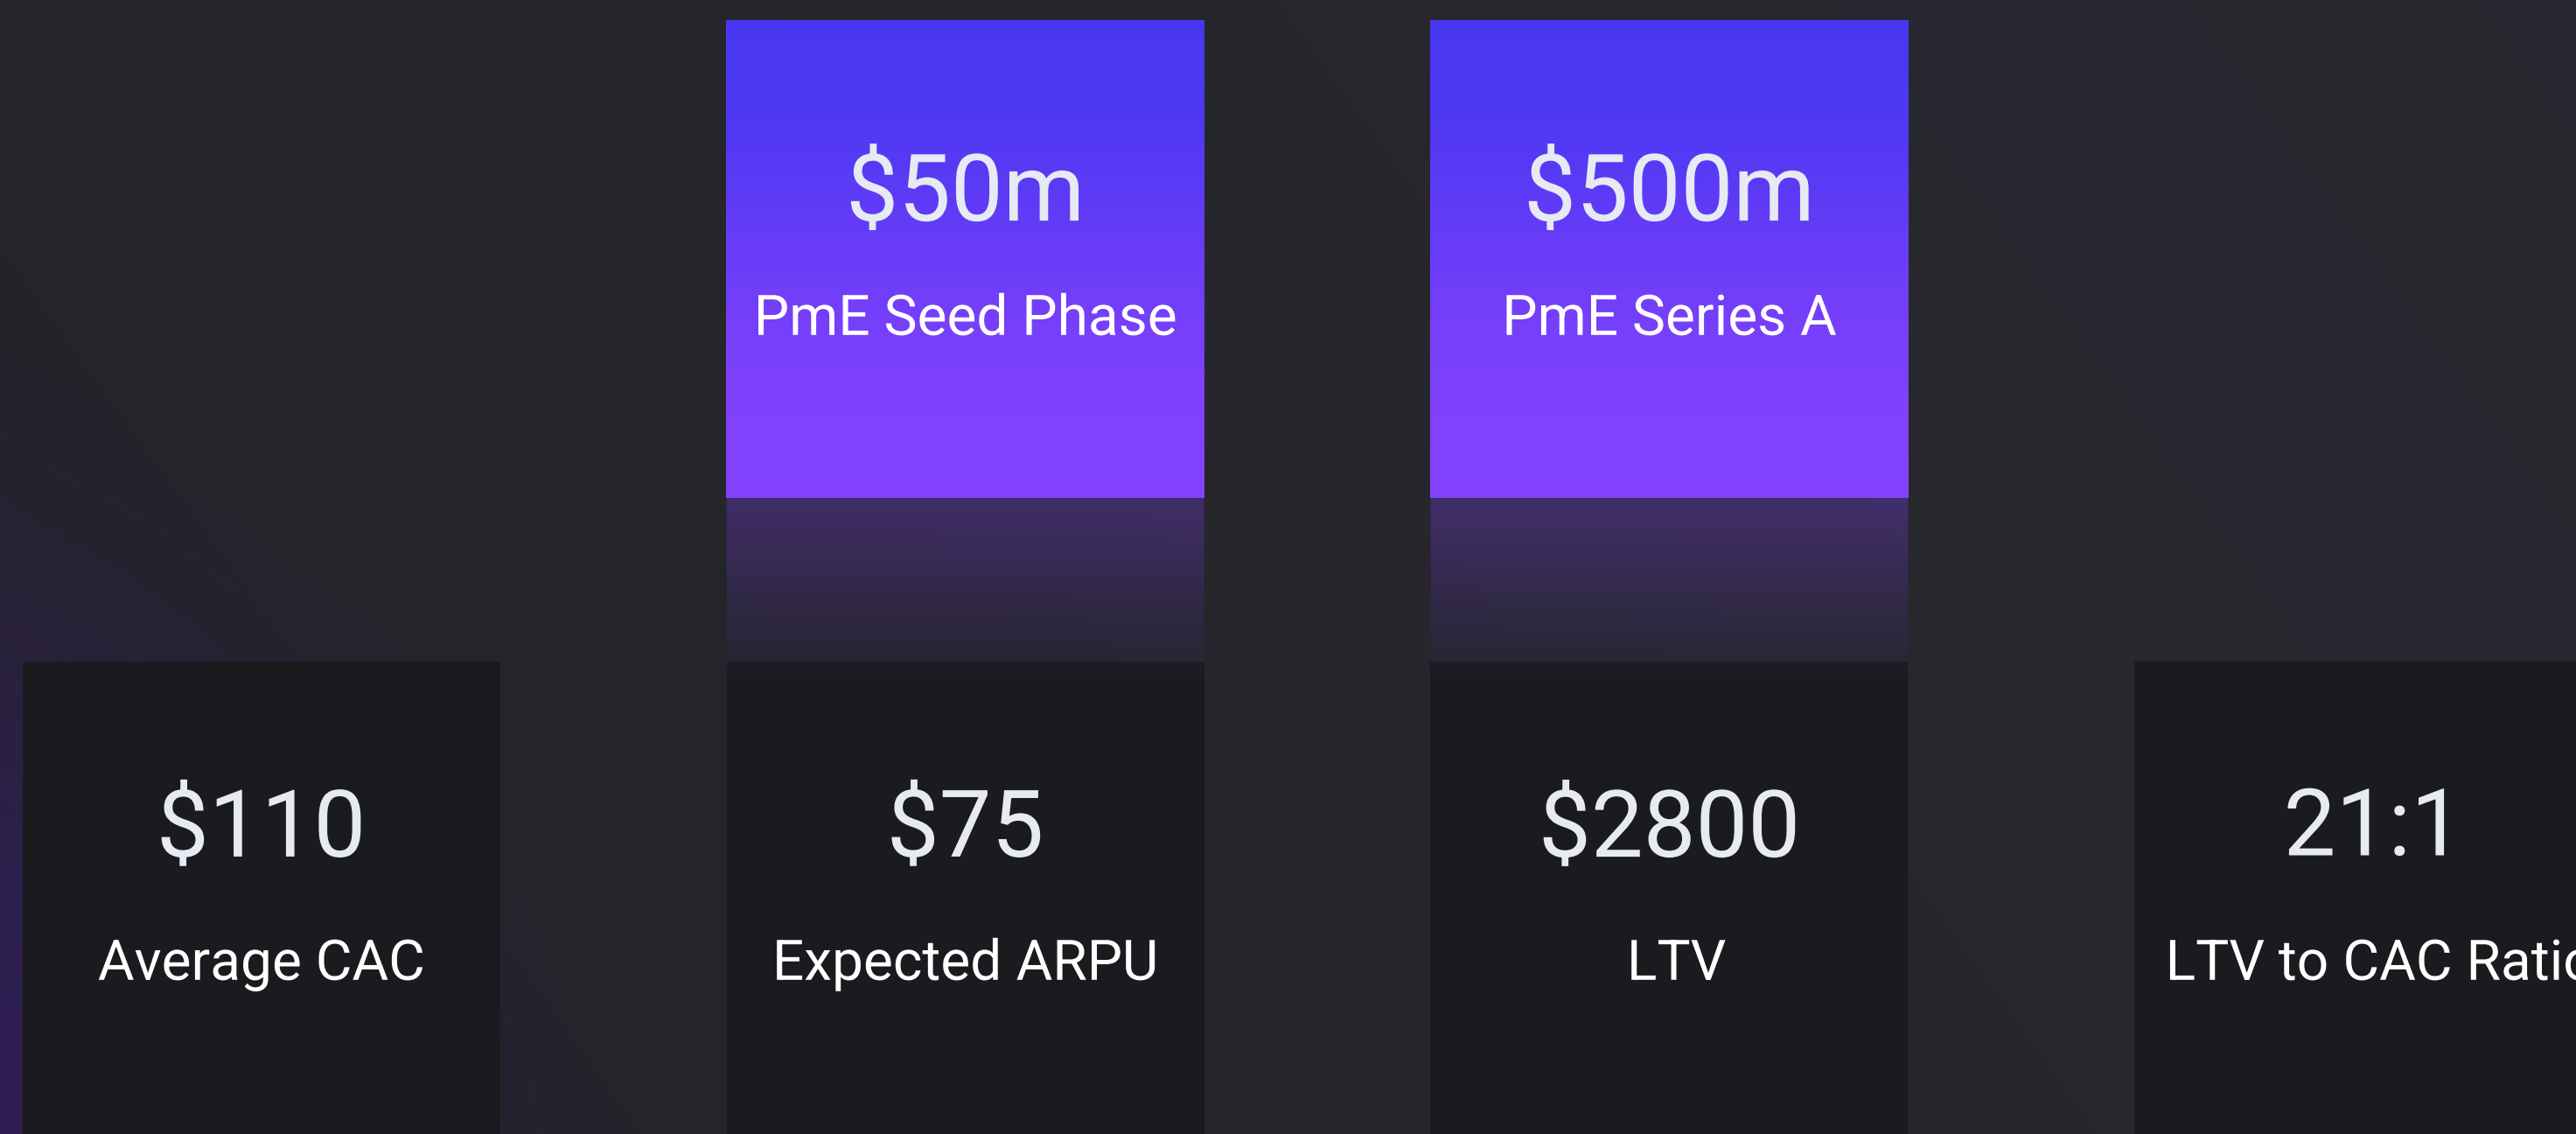 $50m
PmE Seed Phase
$500m
PmE Series A
$110
Average CAC
$75
Expected ARPU
$2800
LTV
21:1
LTV to CAC Ratio